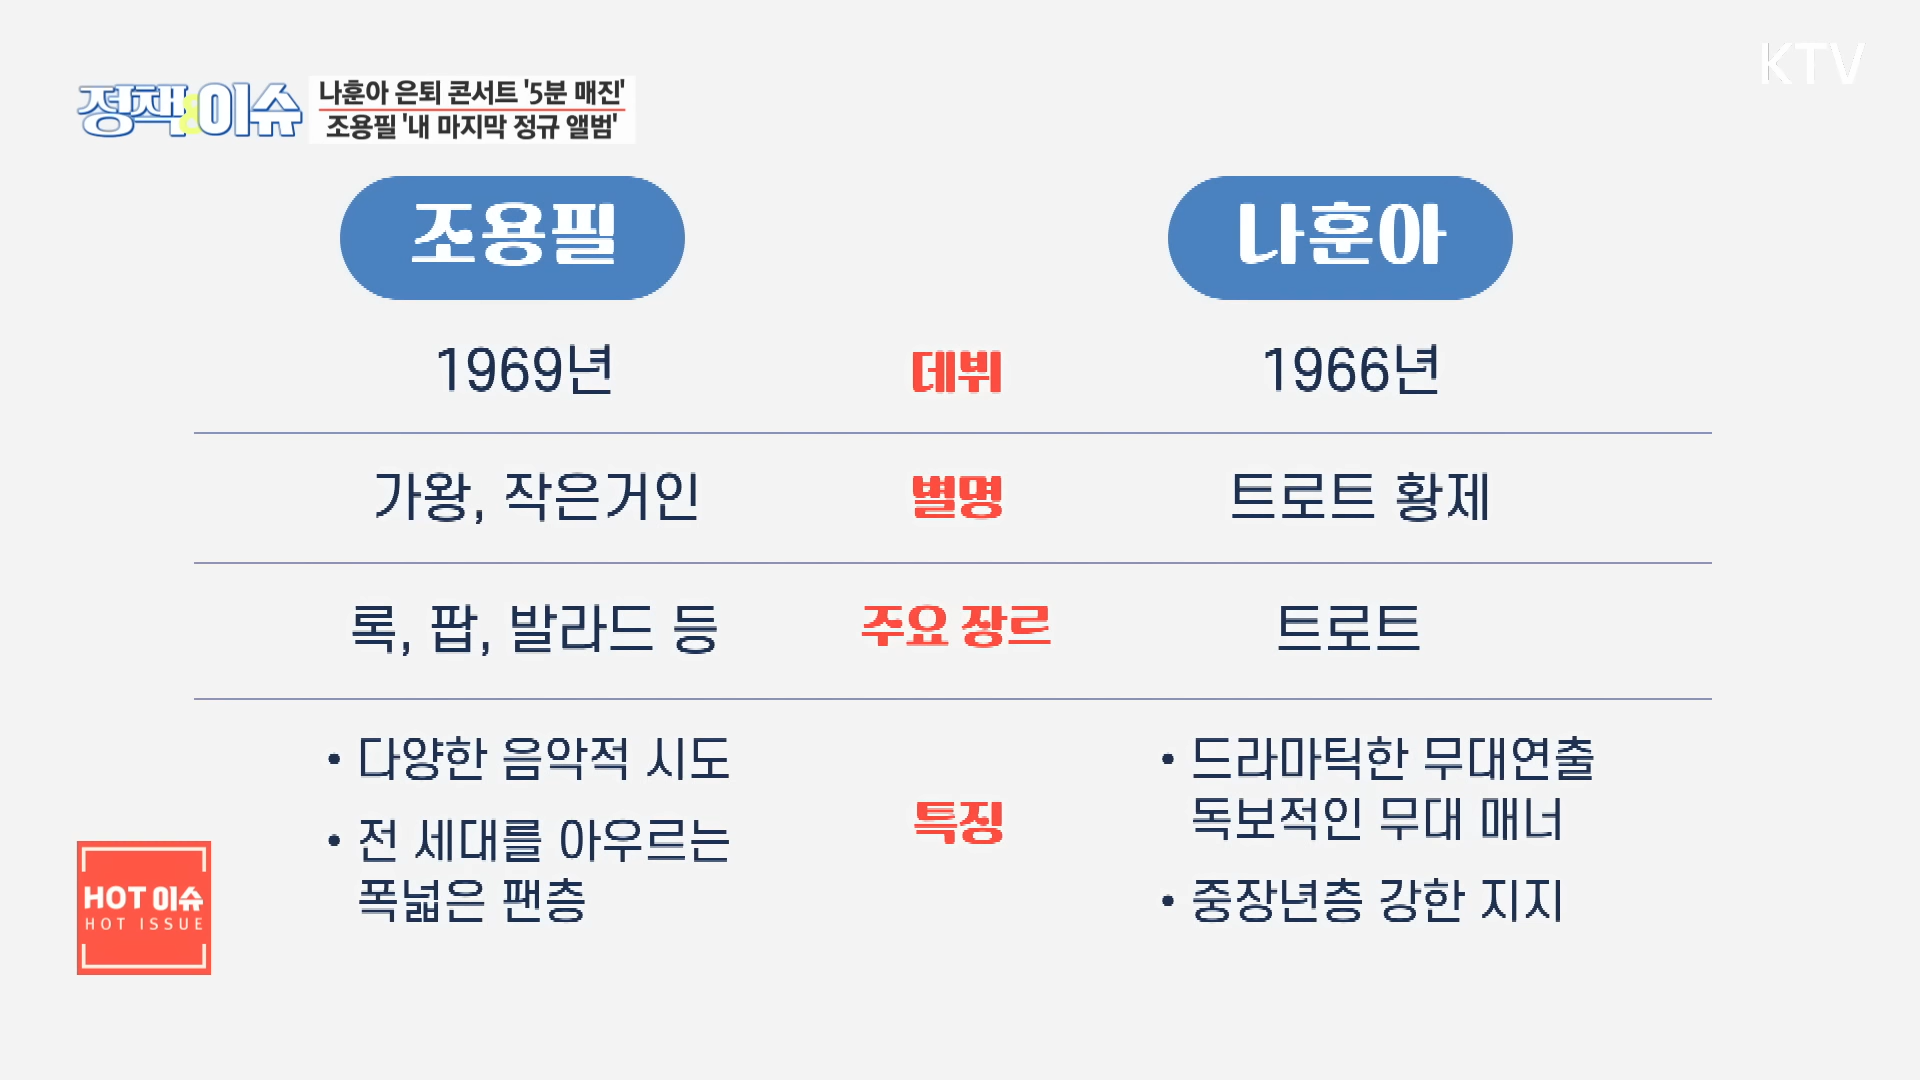 정책&이슈
나훈아 은퇴 콘서트 '5분 매진'
조용필 '내 마지막 정규 앨범'
KTV
조용필
나훈아
1969년 데뷔 1966년
가왕, 작은거인 별명 트로트 황제
록, 팝, 발라드 등 주요 장르 트로트
• 다양한 음악적 시도
• 전 세대를 아우르는
폭넓은 팬층
특징
• 드라마틱한 무대연출
독보적인 무대 매너
• 중장년층 강한 지지
HOT 이슈
HOT ISSUE